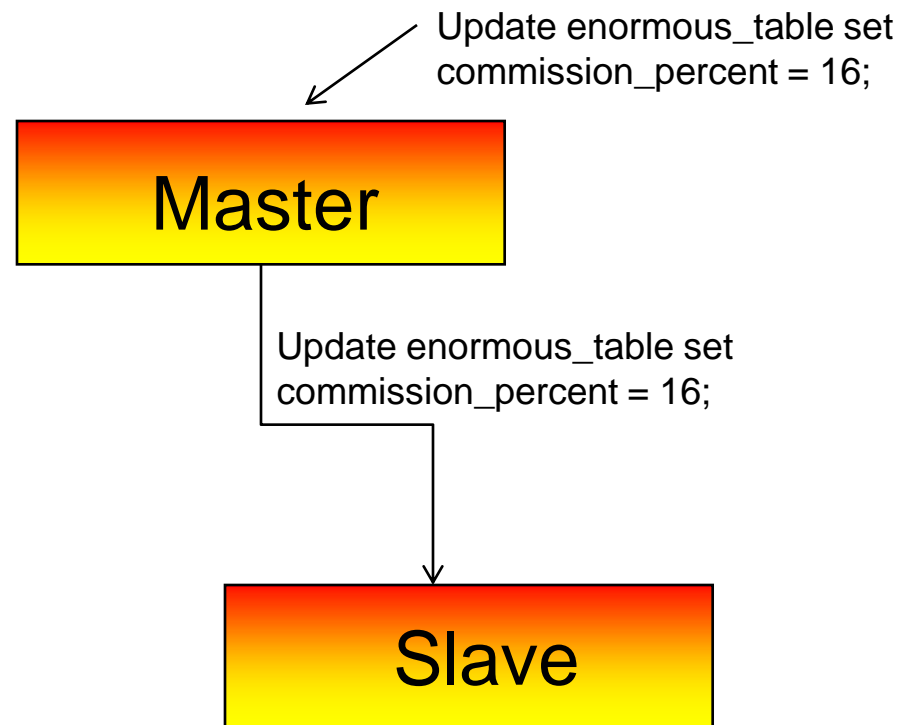 Update enormous_table set
commission_percent = 16;
Master
Update enormous_table set
commission_percent = 16;
Slave